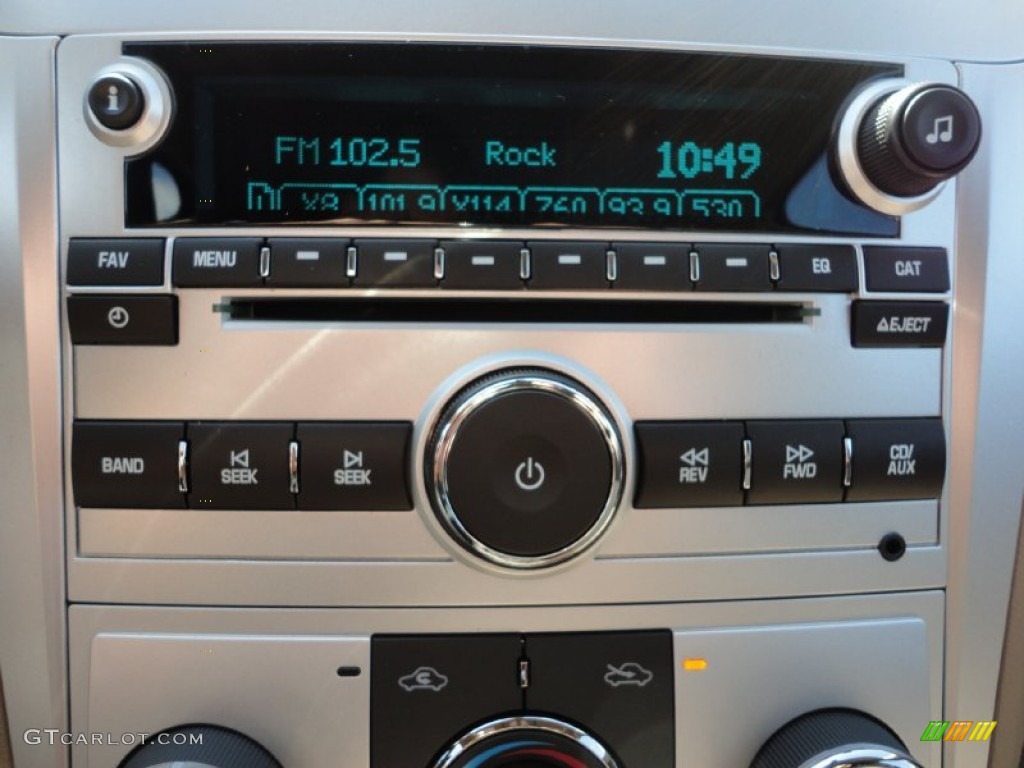 i
FM 102.5 Rock 10:49
X8 101.9 X114 760 93.9 530
FAV MENU EQ CAT
EJECT
BAND SEEK SEEK REV FWD CD/
AUX
GTCARLOT.COM